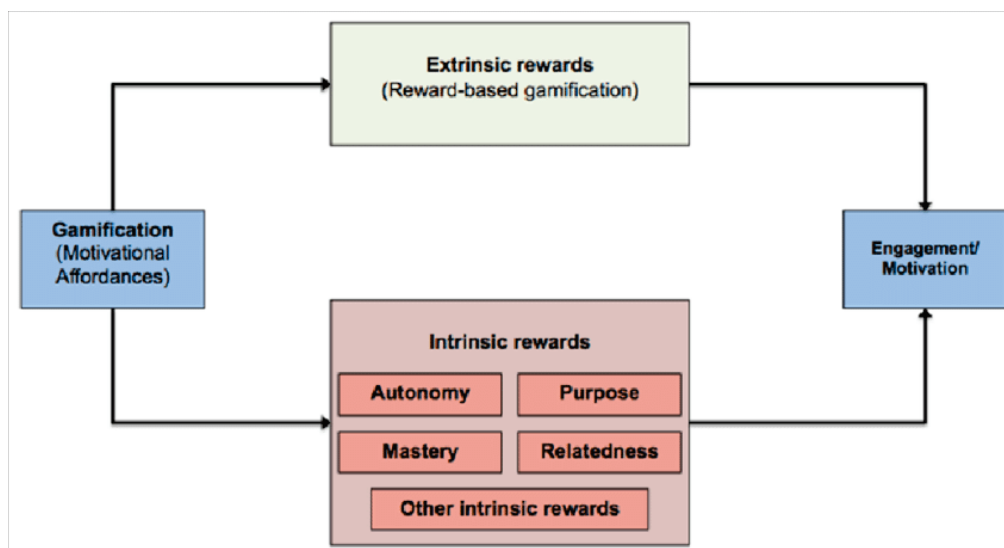 Extrinsic rewards
(Reward-based gamification)
Gamification
(Motivational
Affordances)
Engagement/
Motivation
Intrinsic rewards
Autonomy
Purpose
Mastery
Relatedness
Other intrinsic rewards